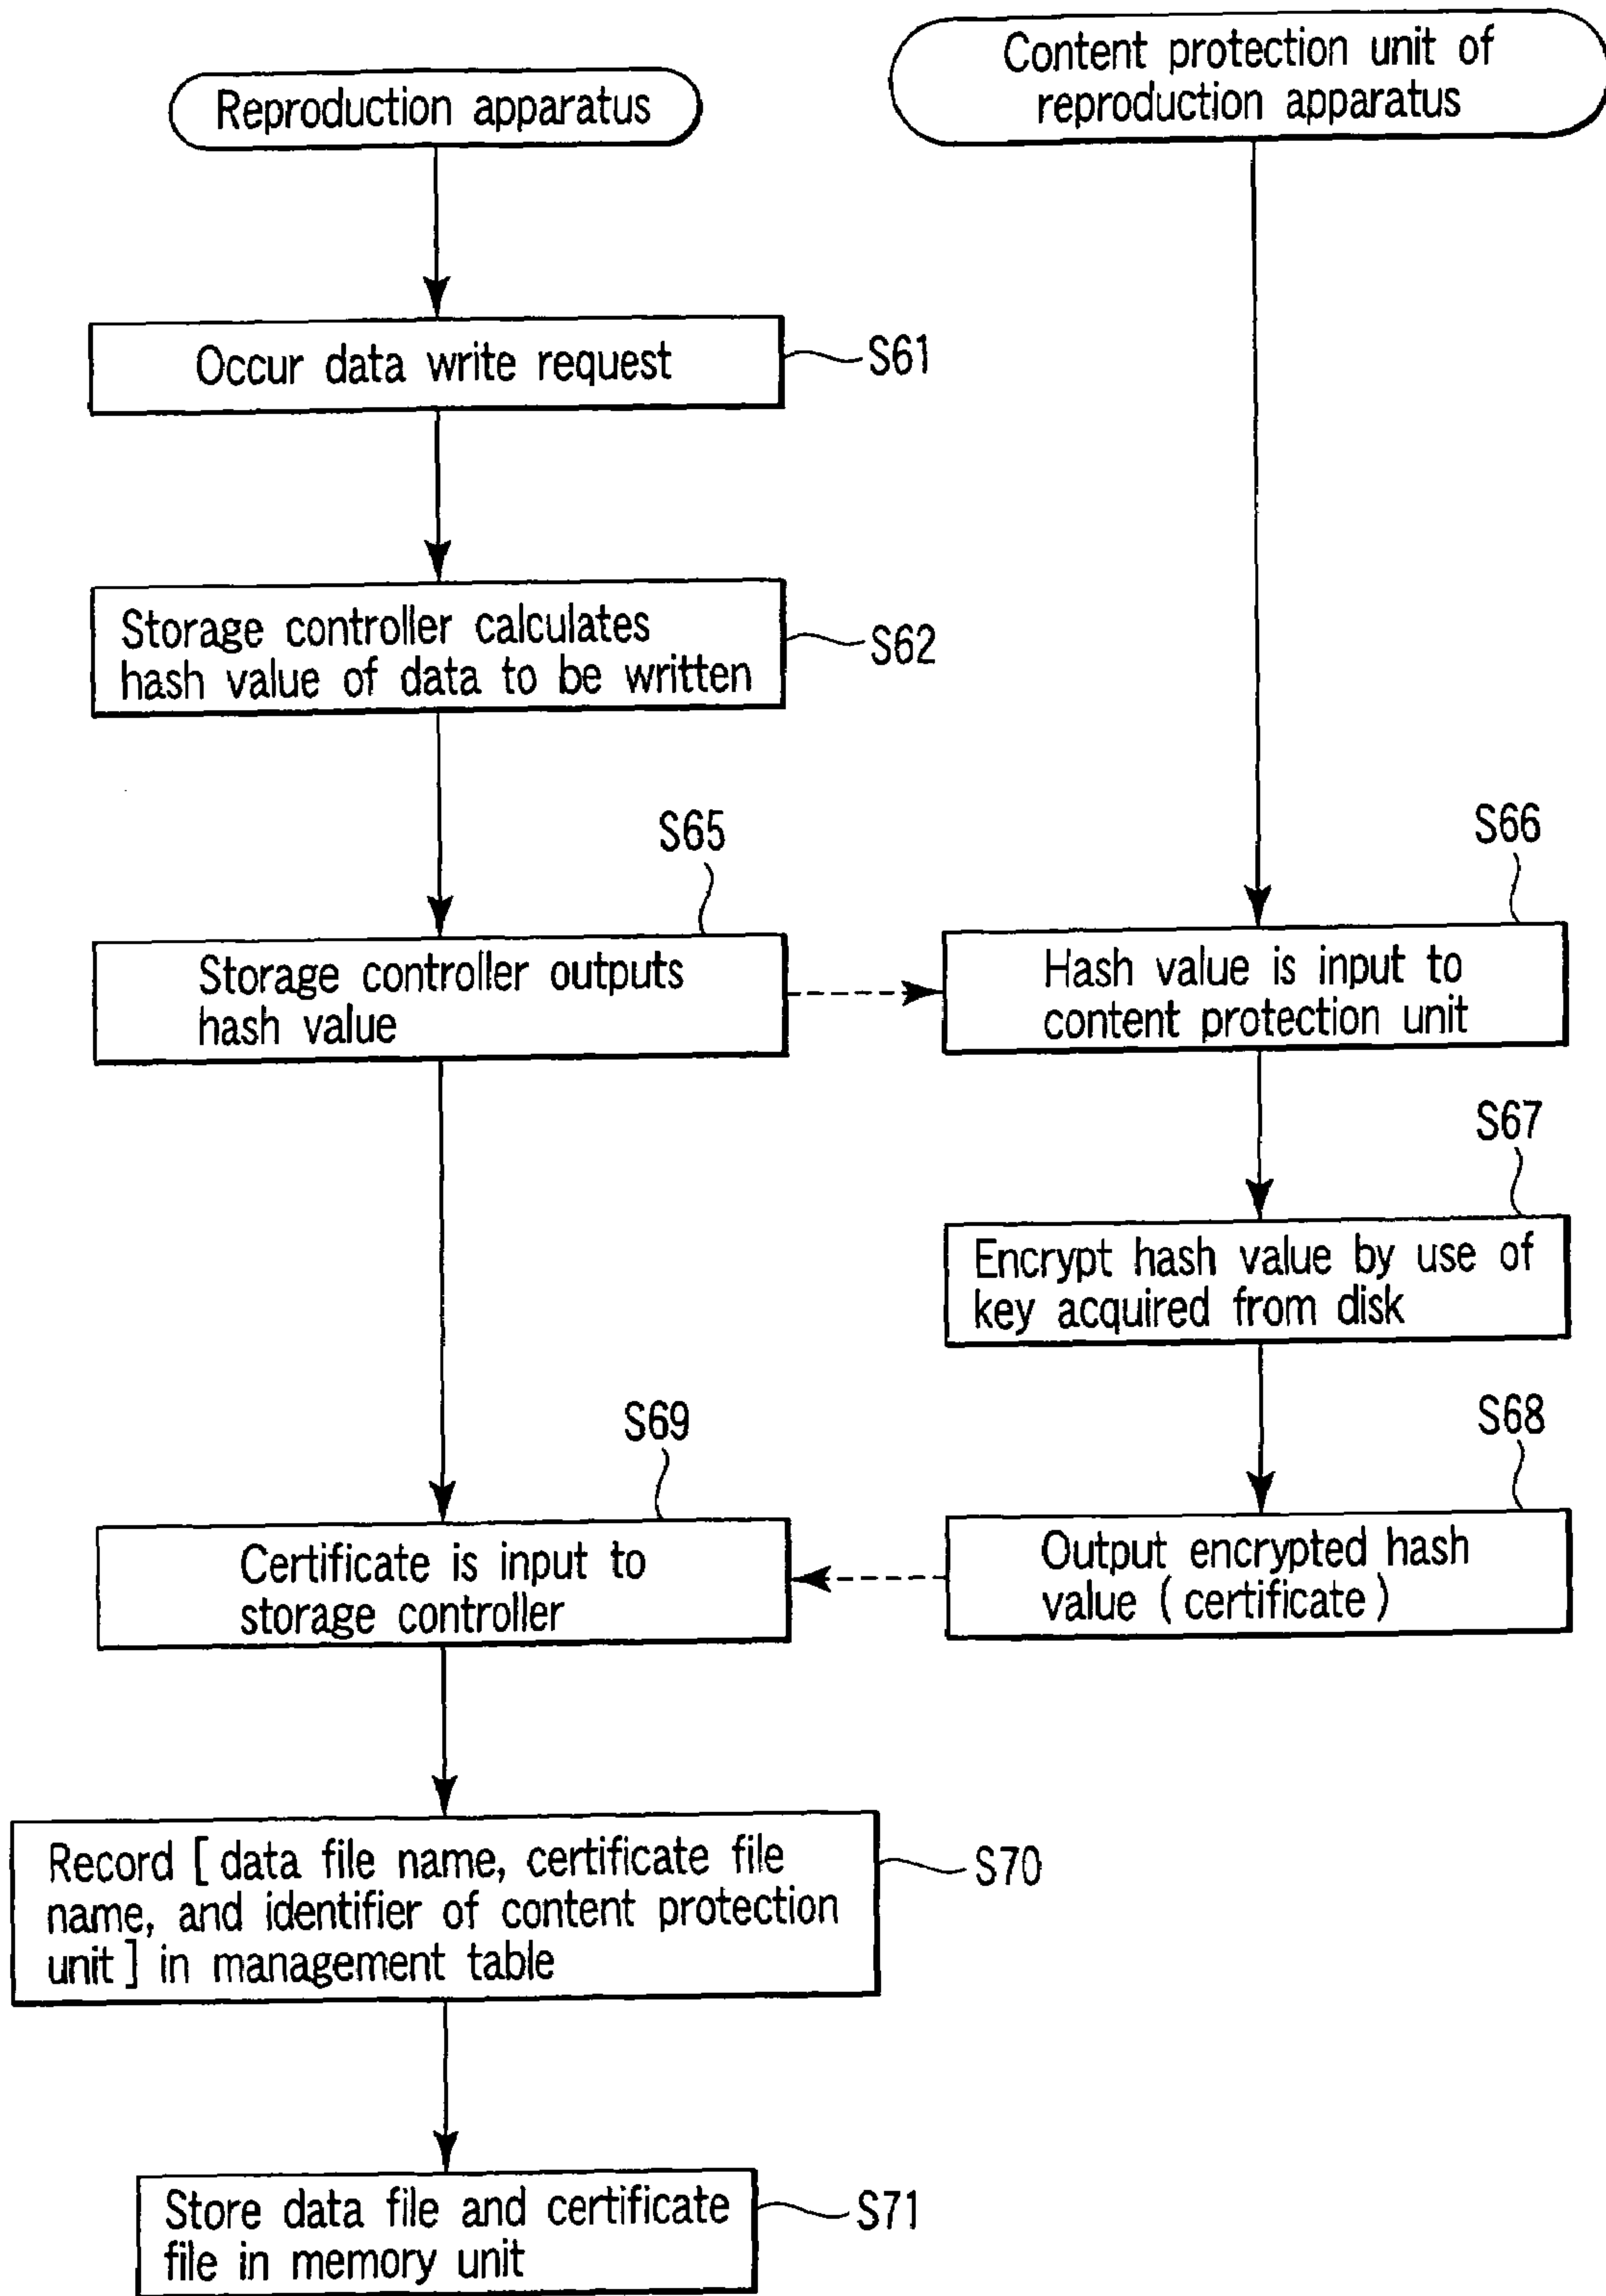 Reproduction apparatus
Content protection unit of
reproduction apparatus
Occur data write request
S61
Storage controller calculates
hash value of data to be written
S62
S65
Storage controller outputs
hash value
S66
Hash value is input to
content protection unit
S67
Encrypt hash value by use of
key acquired from disk
S68
Output encrypted hash
value (certificate)
S69
Certificate is input to
storage controller
Record [data file name, certificate file
name, and identifier of content protection
unit] in management table
S70
Store data file and certificate
file in memory unit
S71